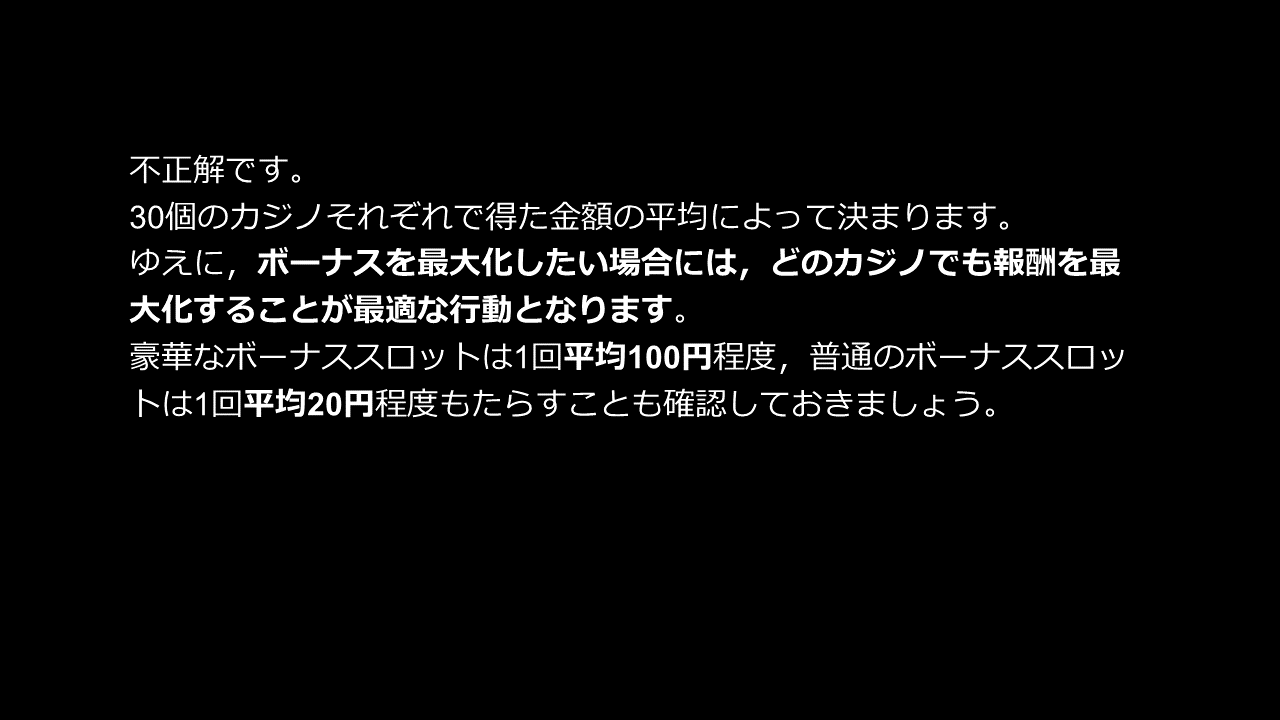 不正解です。
30個のカジノそれぞれで得た金額の平均によって決まります。
ゆえに，ボーナスを最大化したい場合には，どのカジノでも報酬を最
大化することが最適な行動となります。
豪華なボーナススロットは1回平均100円程度，普通のボーナススロッ
トは1回平均20円程度もたらすことも確認しておきましょう。